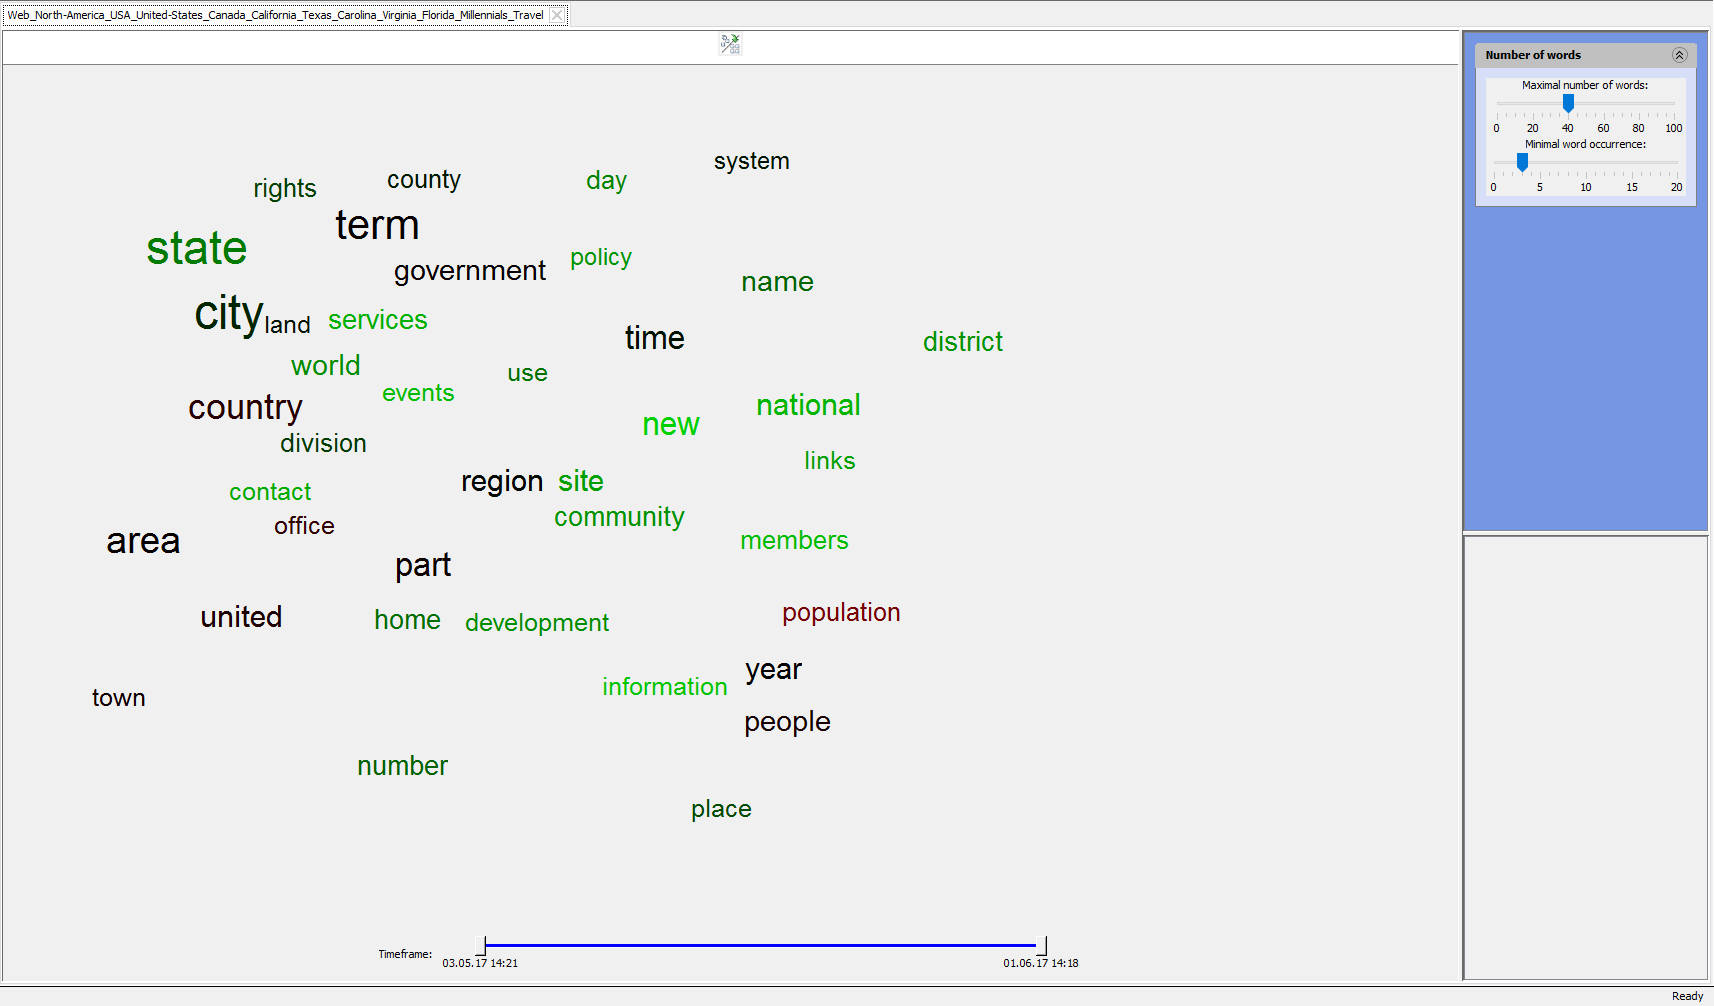 Web_North-America_USA_United-States_Canada_California_Texas_Carolina_Virginia_Florida_Millennials_Travel
Number of words
Maximal number of words:
0 20 40 60 80 100
Minimal word occurrence:
0 5 10 15 20
system
rights county day
term
state
government policy
name
city land services
time district
world use
events
country national
new
division
links
region site
contact
community
office
area members
part
united home development population
year
information
town
people
number
place
Timeframe:
03.05.17 14:21 01.06.17 14:18
Ready